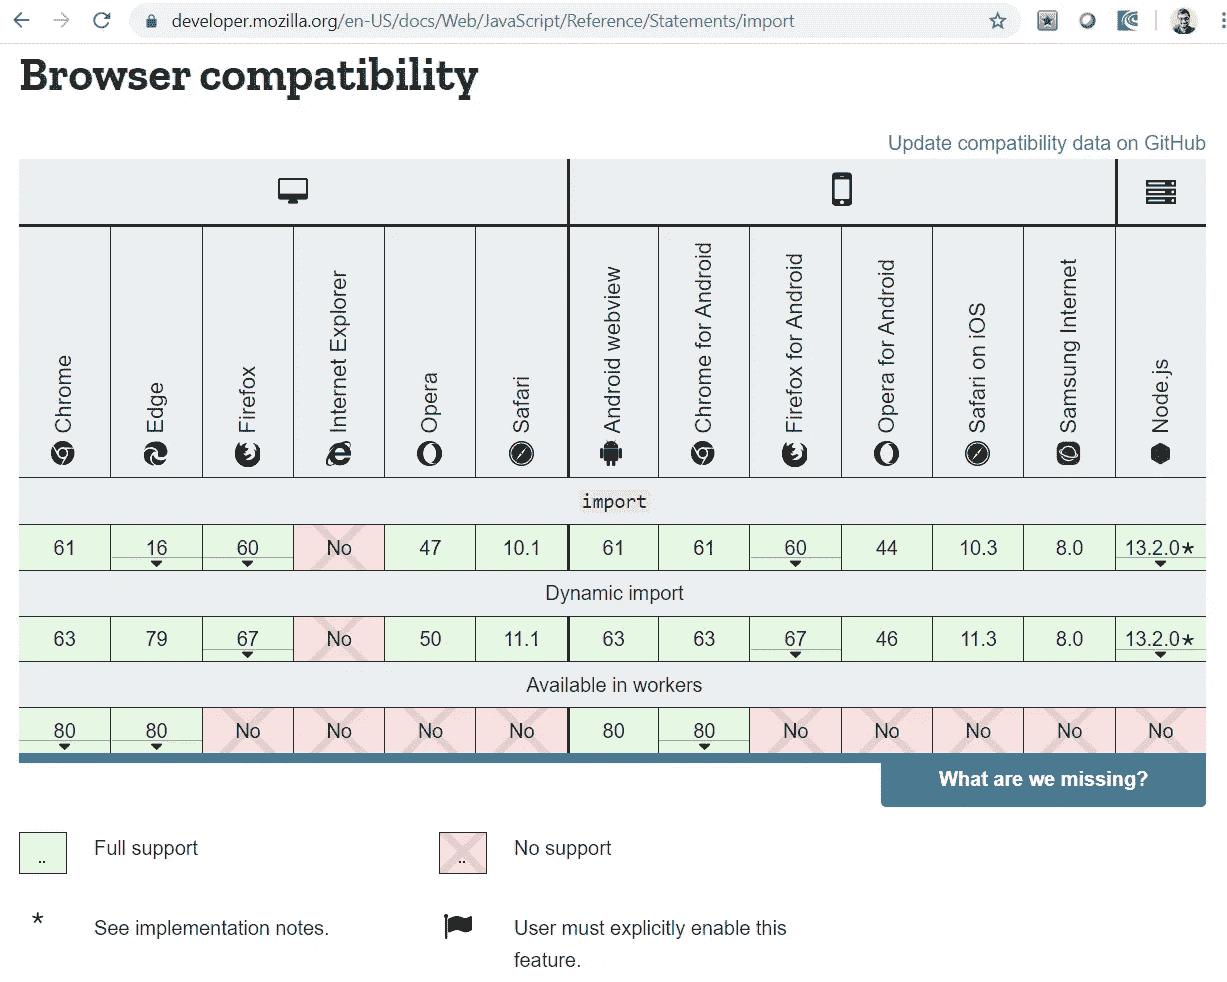 developer.mozilla.org/en-US/docs/Web/JavaScript/Reference/Statements/import
Browser compatibility
Update compatibility data on GitHub
Chrome Edge Firefox Internet Explorer Opera Safari Android webview Chrome for Android Firefox for Android Opera for Android Safari on iOS Samsung Internet Node.js
import
61 16 60 No 47 10.1 61 61 60 44 10.3 8.0 13.2.0*
Dynamic import
63 79 67 No 50 11.1 63 63 67 46 11.3 8.0 13.2.0*
Available in workers
80 80 No No No No 80 80 No No No No No
What are we missing?
.. Full support .. No support
* See implementation notes. User must explicitly enable this
feature.